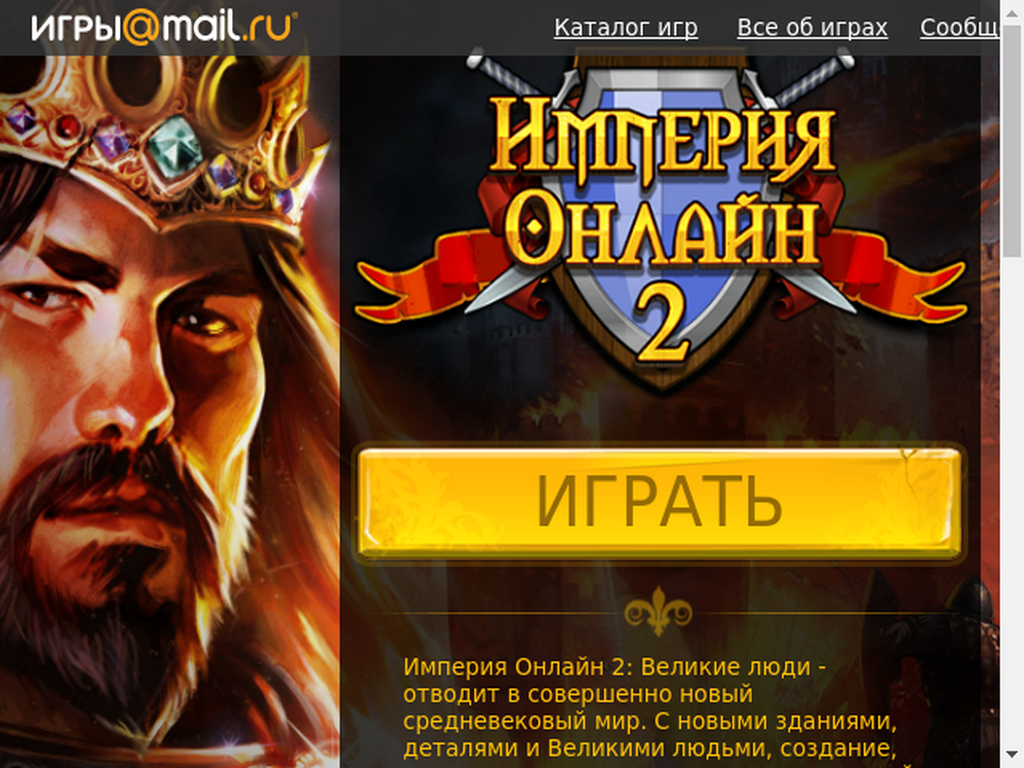 ИГРЫ@mail.ru
Каталог игр Все об играх Сообщ
ИМПЕРИЯ
ОНЛАЙН
2
ИГРАТЬ
Империя Онлайн 2: Великие люди -
отводит в совершенно новый
средневековый мир. С новыми зданиями,
деталями и Великими людьми, создание,